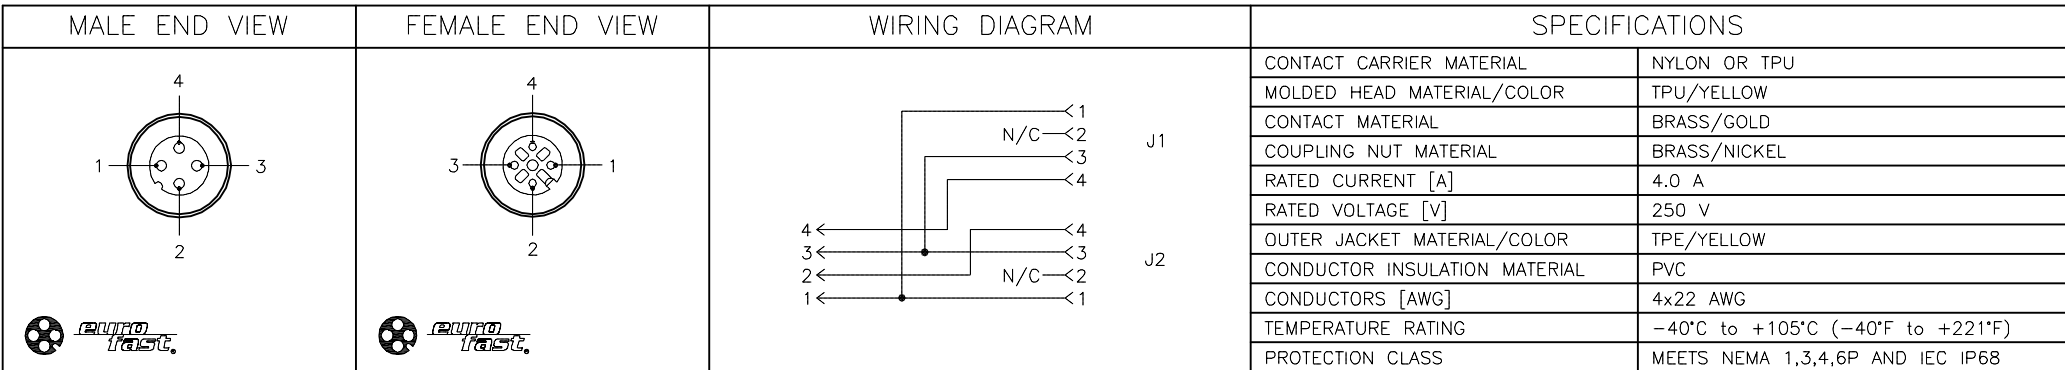 MALE END VIEW
FEMALE END VIEW
WIRING DIAGRAM
SPECIFICATIONS
4
1
3
2
euro
fast.
4
3
1
2
euro
fast.
1
N/C 2
3
4
J1
4 4
3 3
2 N/C 2
1 1
J2
CONTACT CARRIER MATERIAL NYLON OR TPU
MOLDED HEAD MATERIAL/COLOR TPU/YELLOW
CONTACT MATERIAL BRASS/GOLD
COUPLING NUT MATERIAL BRASS/NICKEL
RATED CURRENT [A] 4.0 A
RATED VOLTAGE [V] 250 V
OUTER JACKET MATERIAL/COLOR TPE/YELLOW
CONDUCTOR INSULATION MATERIAL PVC
CONDUCTORS [AWG] 4x22 AWG
TEMPERATURE RATING -40°C to +105°C (-40°F to +221°F)
PROTECTION CLASS MEETS NEMA 1,3,4,6P AND IEC IP68